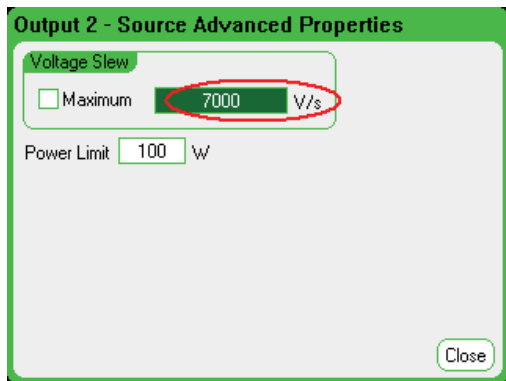 Output 2 - Source Advanced Properties
Voltage Slew
Maximum 7000 V/s
Power Limit 100 W
Close